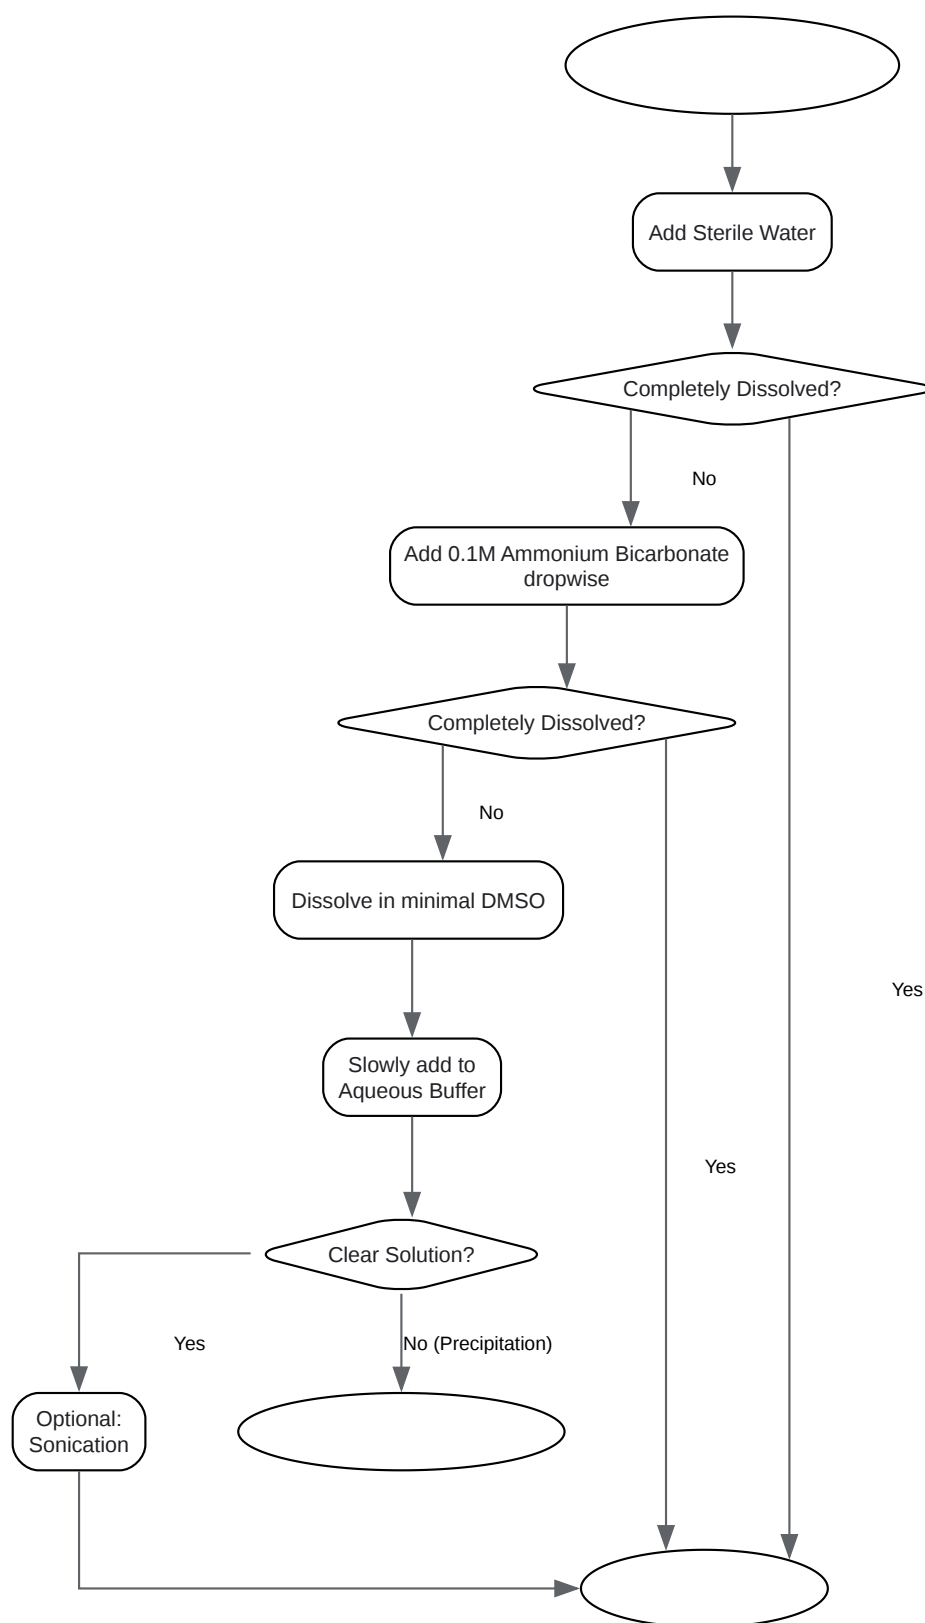 Add Sterile Water
Completely Dissolved?
No
Add 0.1M Ammonium Bicarbonate
dropwise
Completely Dissolved?
No
Dissolve in minimal DMSO
Yes
Slowly add to
Aqueous Buffer
Yes
Clear Solution?
Yes
No (Precipitation)
Optional:
Sonication